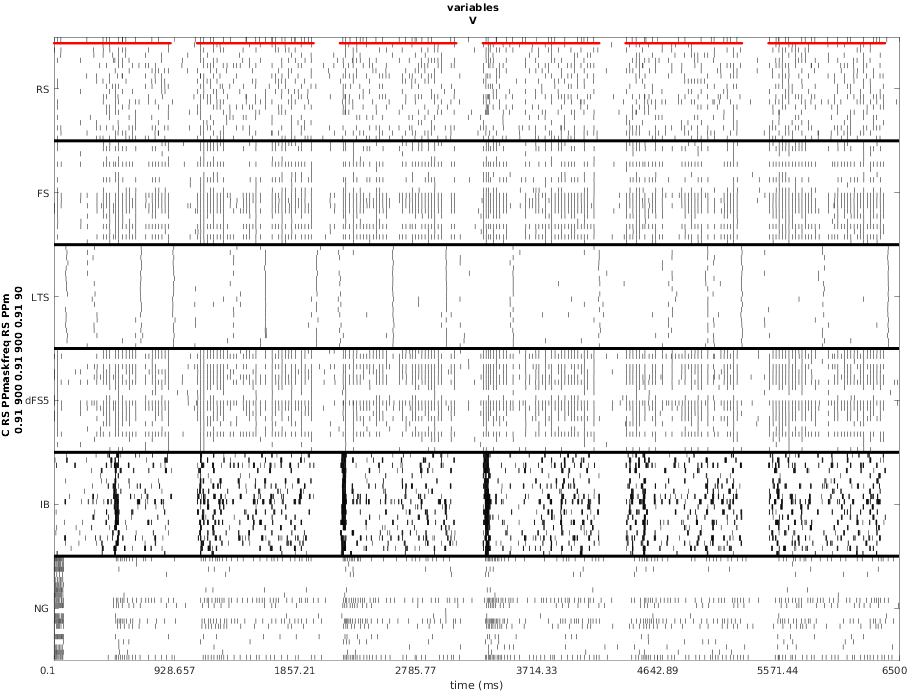 variables
V
RS
FS
LTS
dFS5
IB
NG
C RS PPmaskfreq RS PPm
0.91 900 0.91 900 0.91 90
0.1 928.657 1857.21 2785.77 3714.33 4642.89 5571.44 6500
time (ms)